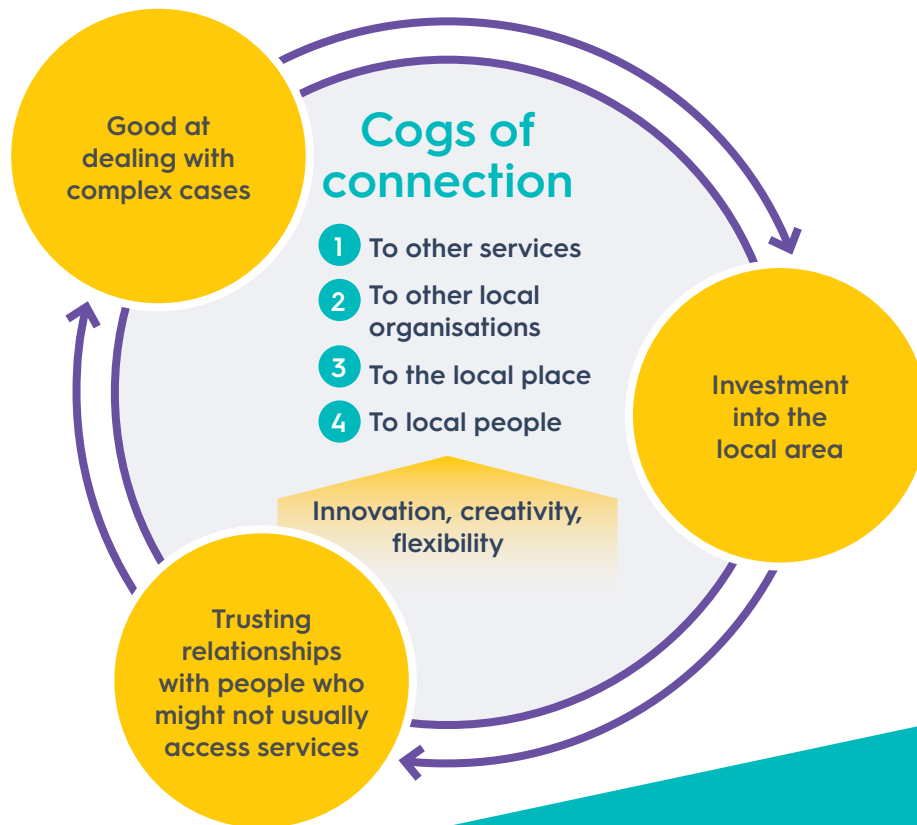 Good at
dealing with
complex cases
Cogs of
connection
1 To other services
2 To other local
organisations
3 To the local place
4 To local people
Innovation, creativity,
flexibility
Investment
into the
local area
Trusting
relationships
with people who
might not usually
access services